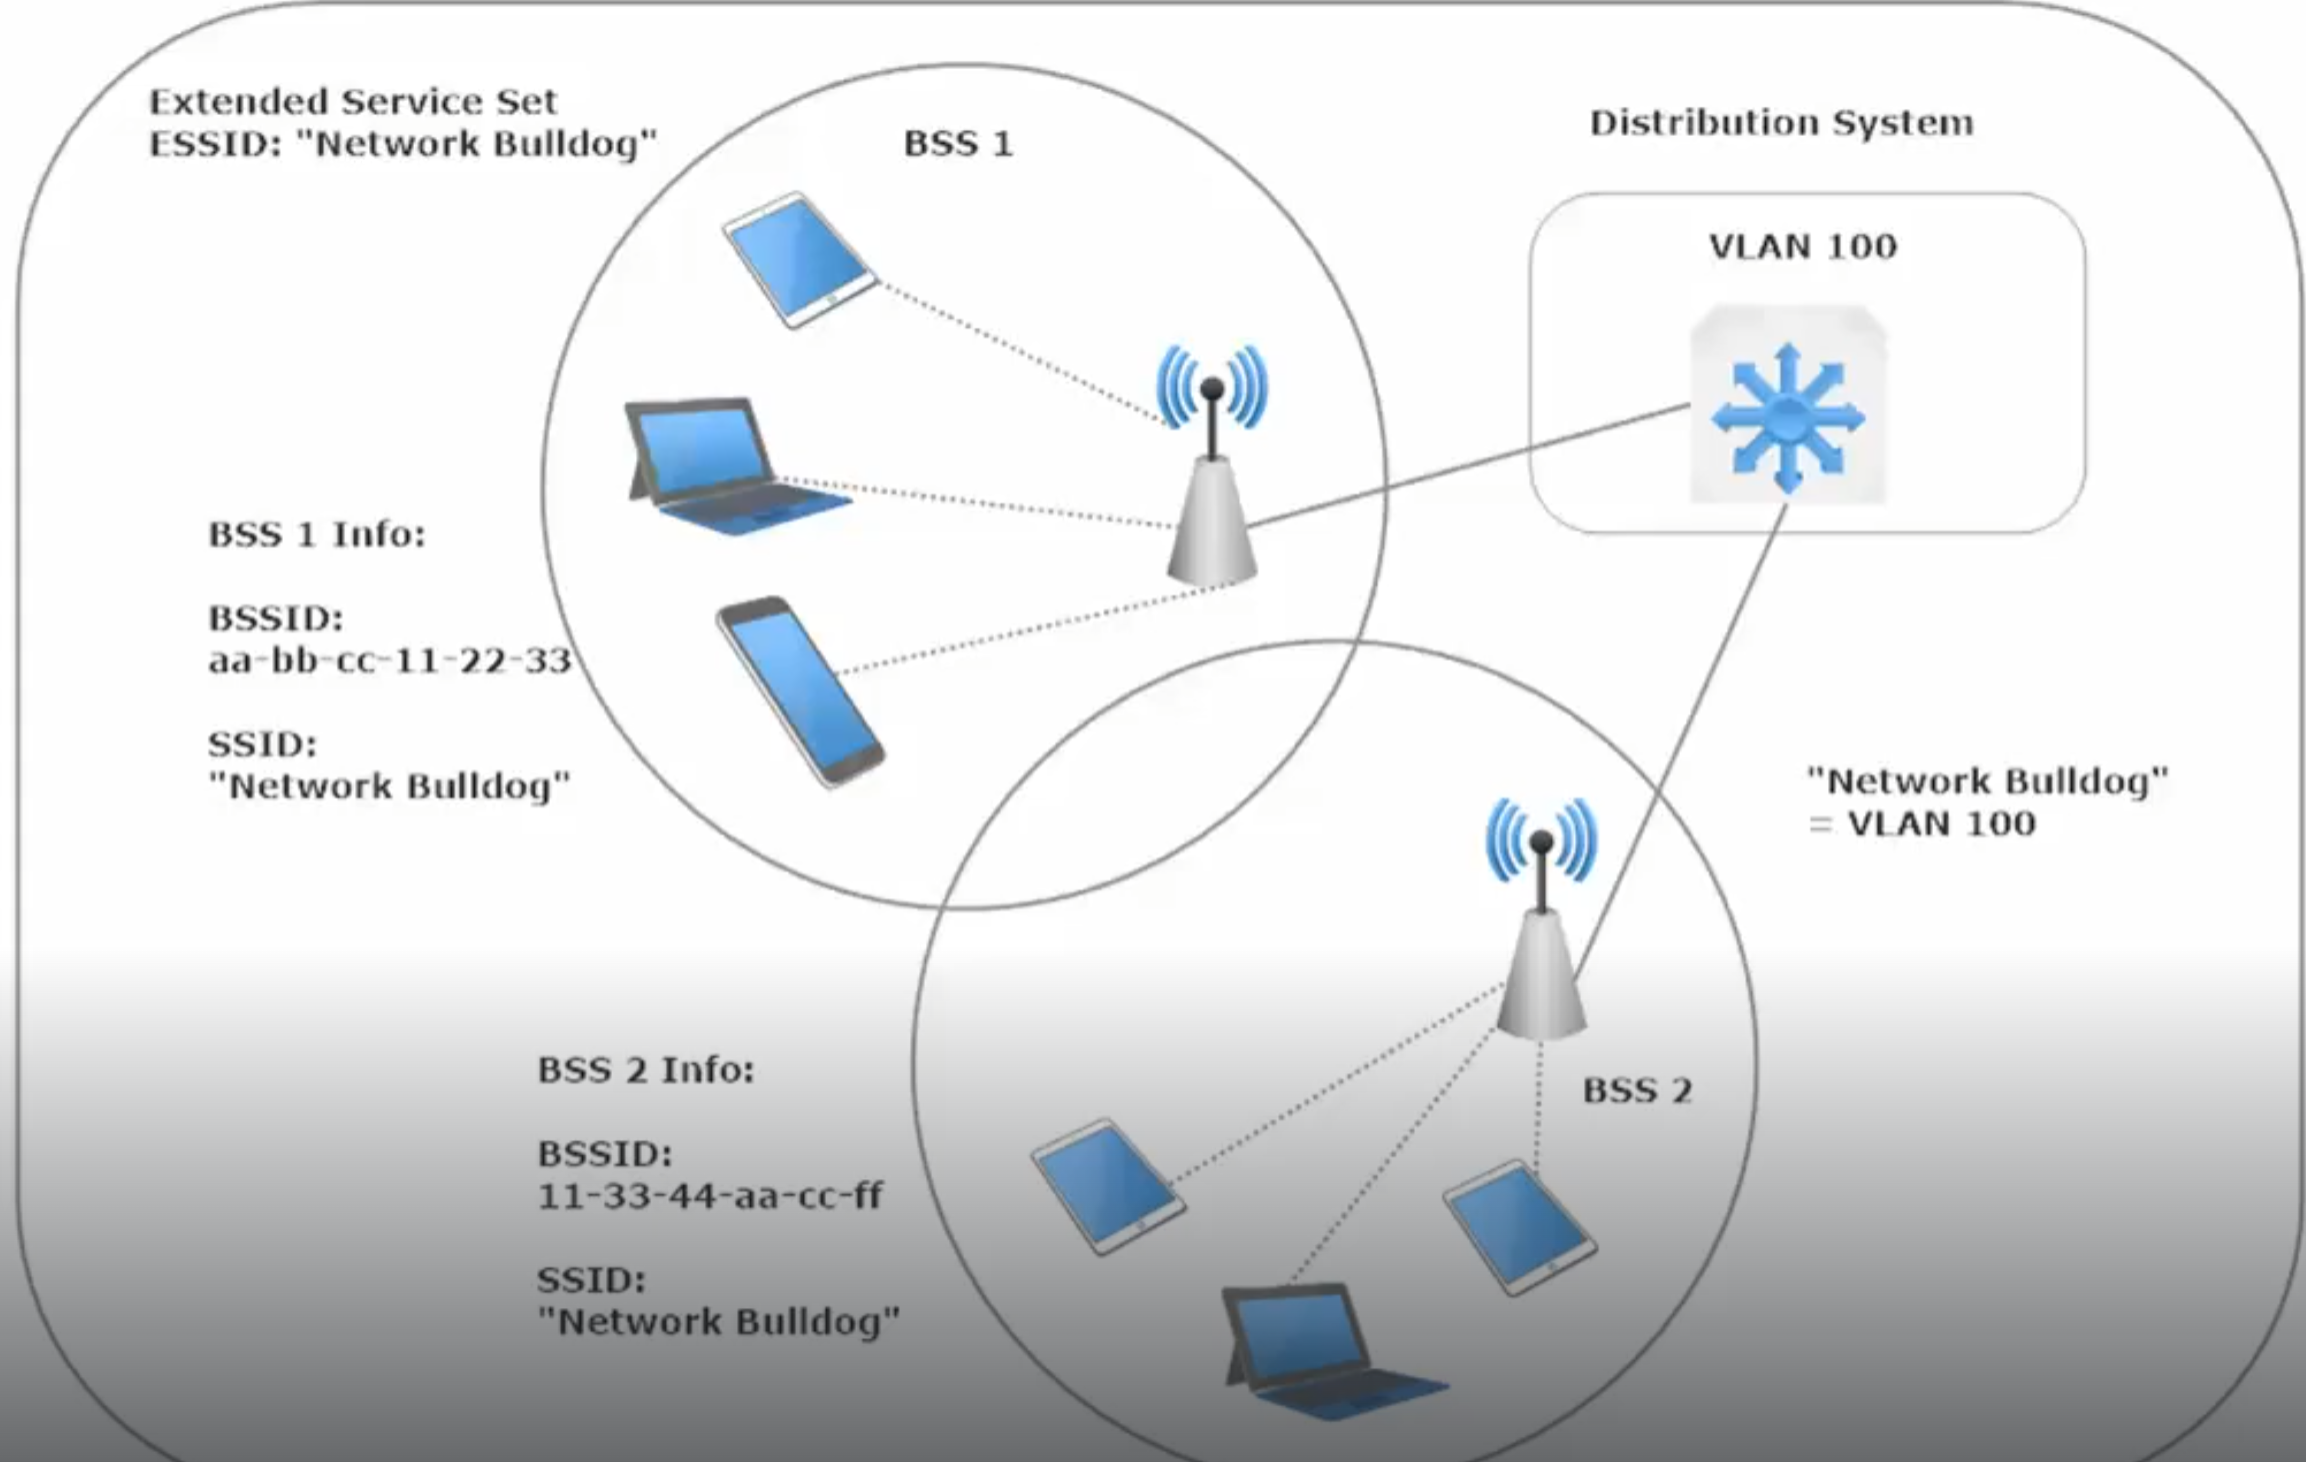 Extended Service Set
ESSID: "Network Bulldog"
BSS 1
Distribution System
VLAN 100
BSS 1 Info:
BSSID:
aa-bb-cc-11-22-33
SSID:
"Network Bulldog"
"Network Bulldog"
= VLAN 100
BSS 2 Info:
BSSID:
11-33-44-aa-cc-ff
SSID:
"Network Bulldog"
BSS 2